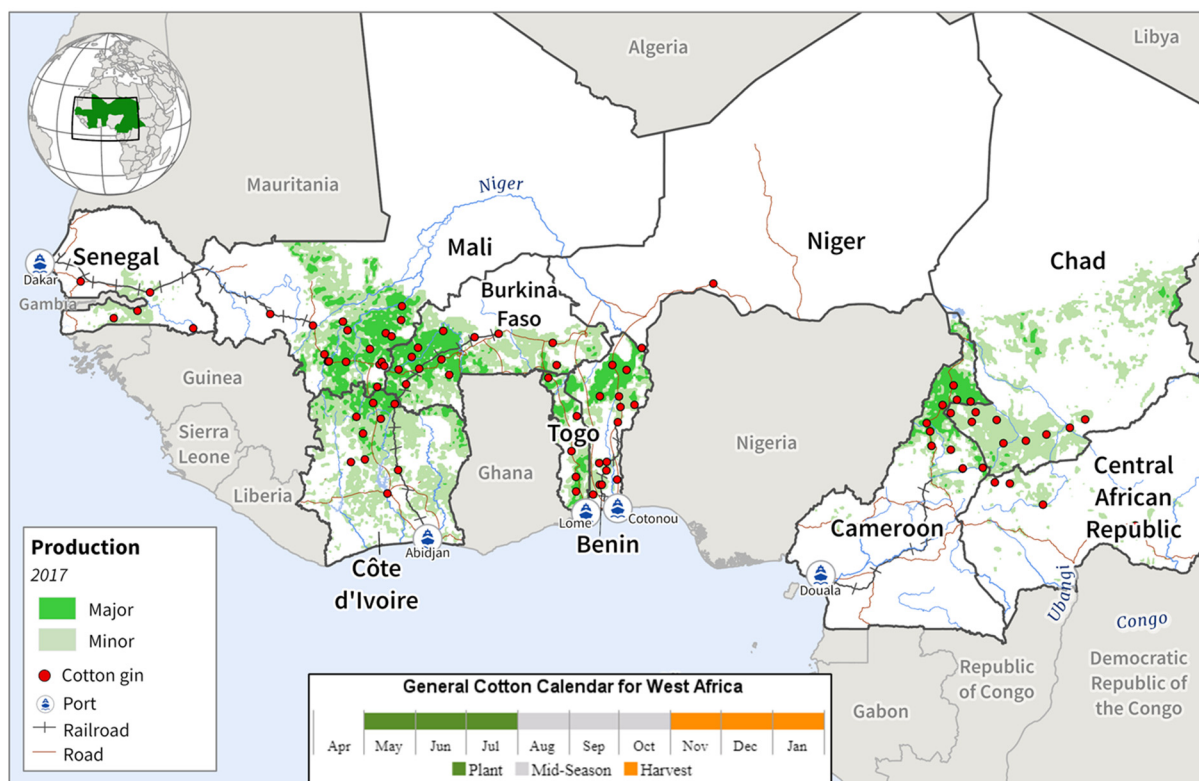 Algeria
Libya
Mauritania
Niger
Senegal
Mali
Niger
Chad
Dakar
Gambia
Burkina
Faso
Guinea
Togo
Nigeria
Sierra
Leone
Ghana
Central
African
Republic
Liberia
Lome
Cotonou
Cameroon
Abidjan
Benin
Côte
d'Ivoire
Douala
Ubangi
Congo
Republic
of Congo
Democratic
Republic of
the Congo
Gabon
Production
2017
Major
Minor
Cotton gin
Port
Railroad
Road
General Cotton Calendar for West Africa
Apr May Jun Jul Aug Sep Oct Nov Dec Jan
Plant Mid-Season Harvest